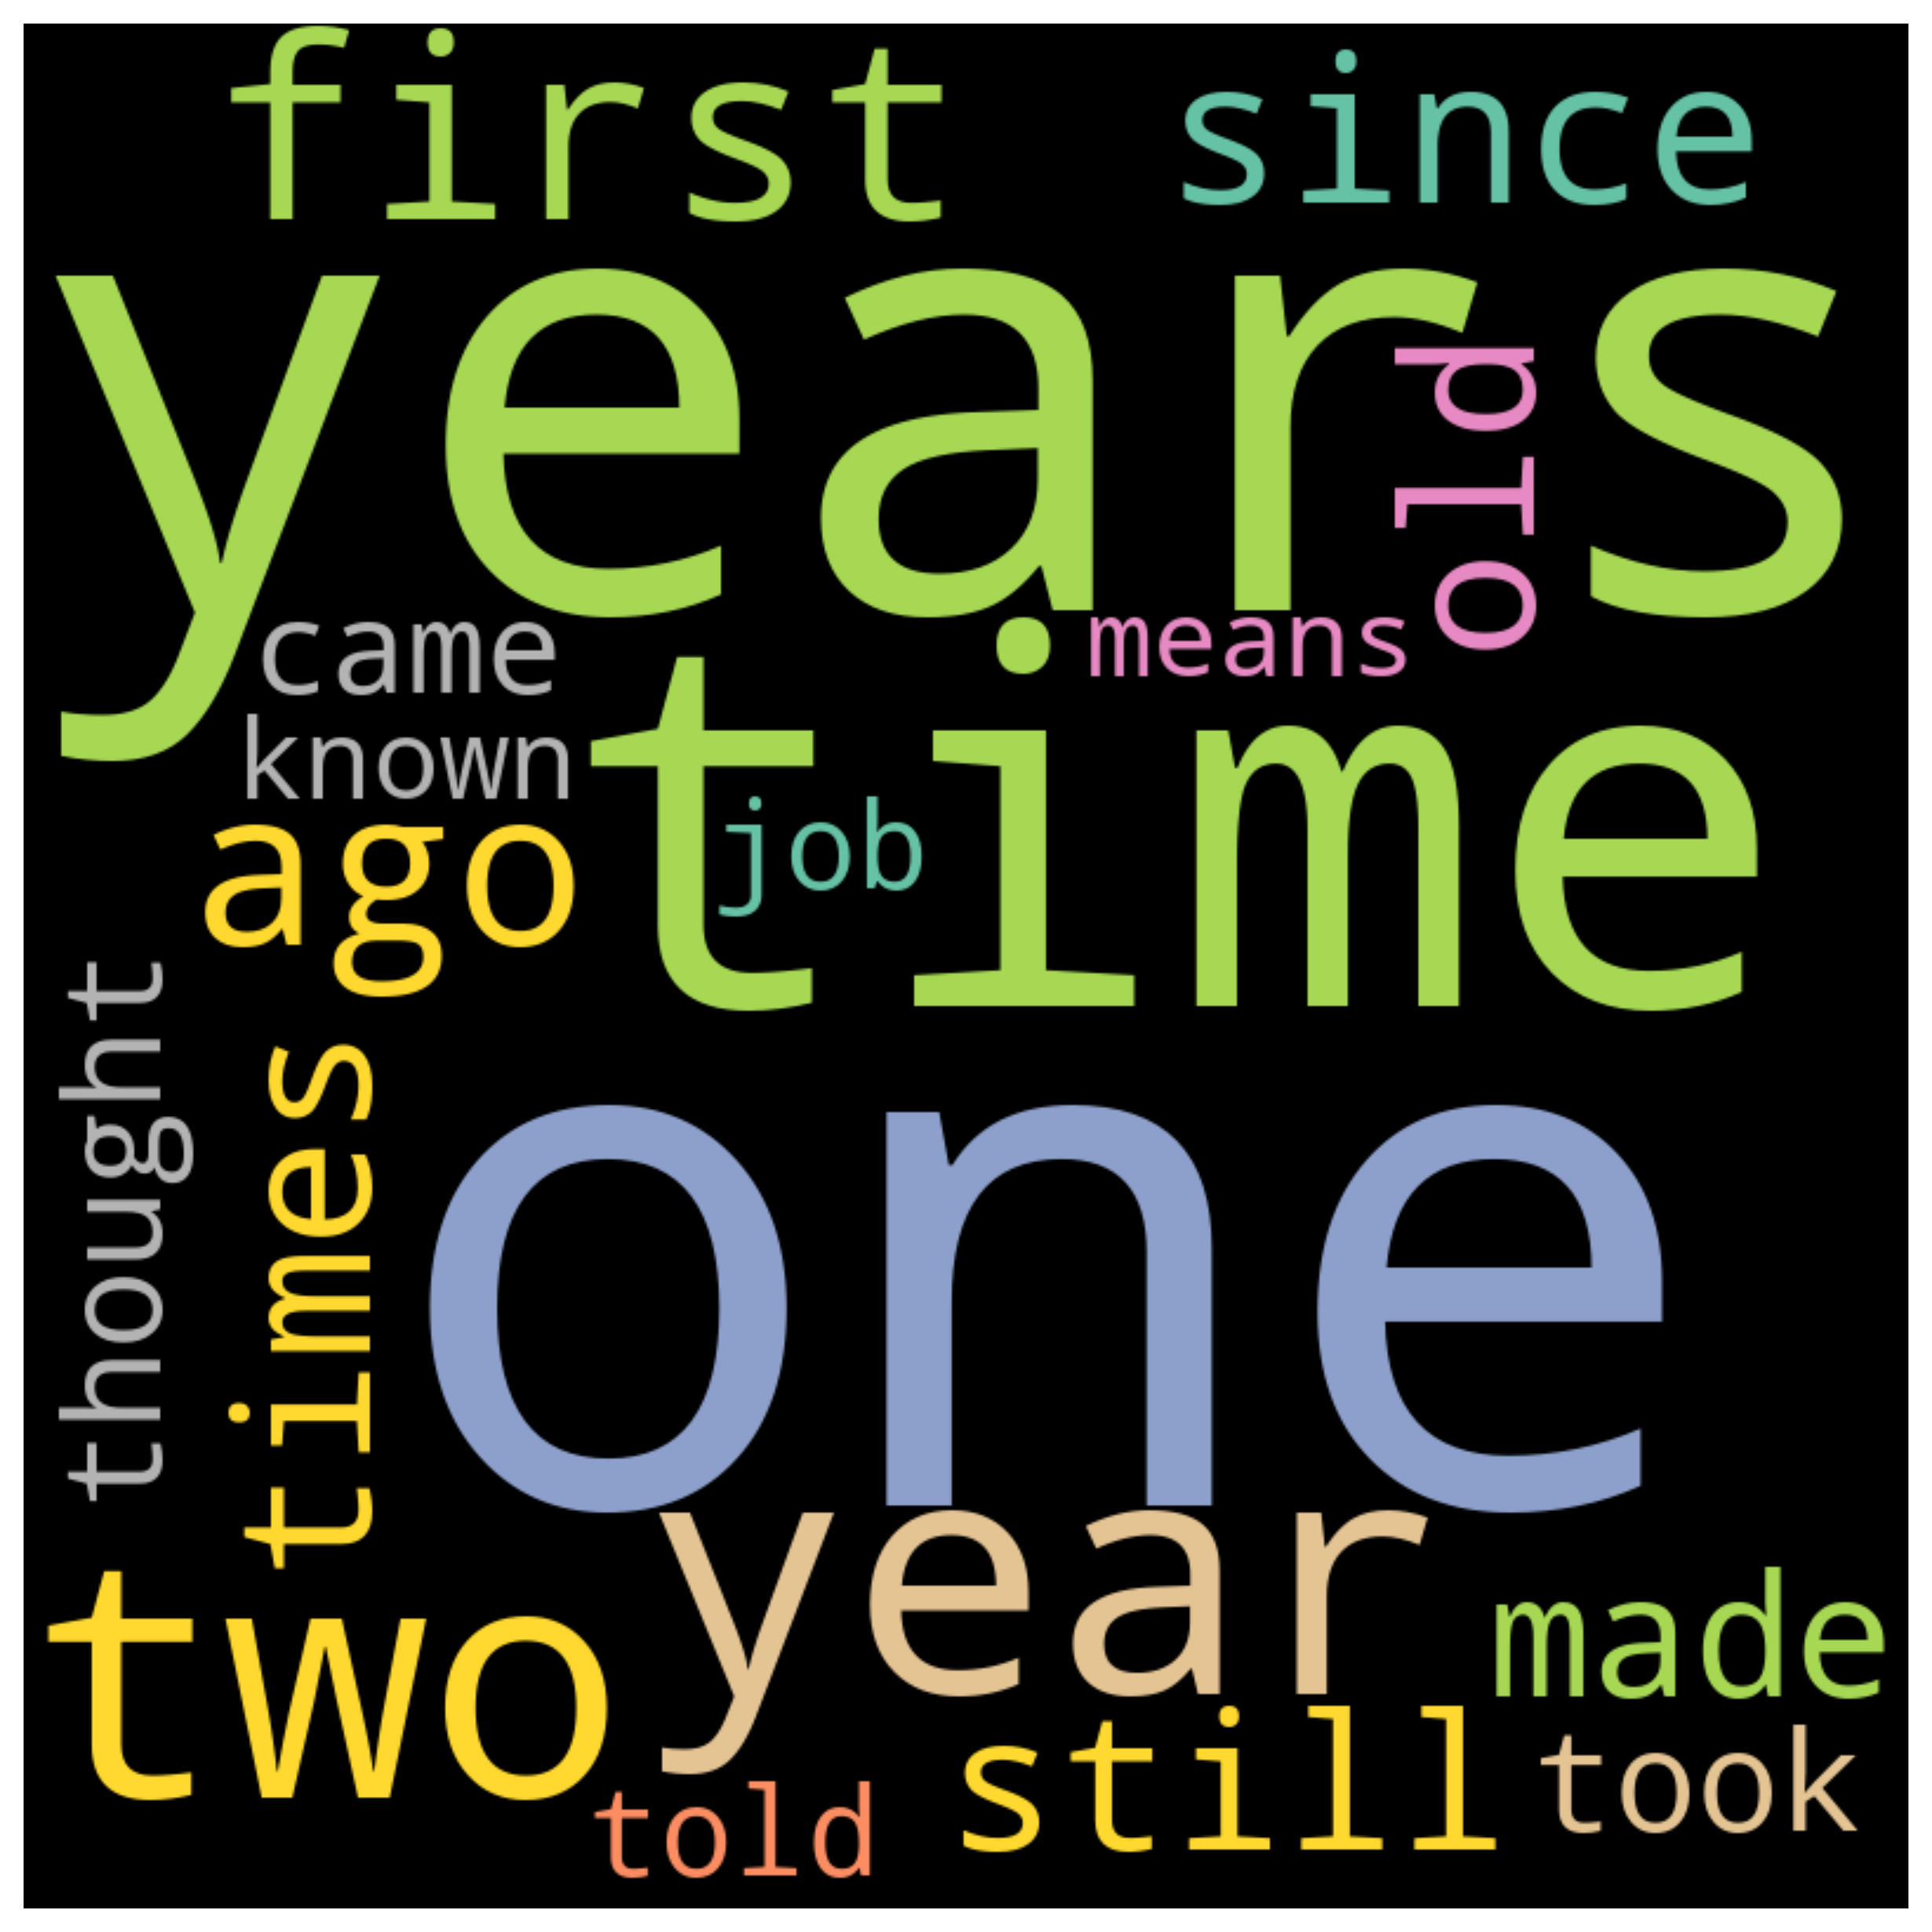 first
since
years
old
came
means
known
time
job
ago
thought
times
one
year
two
made
still
took
told